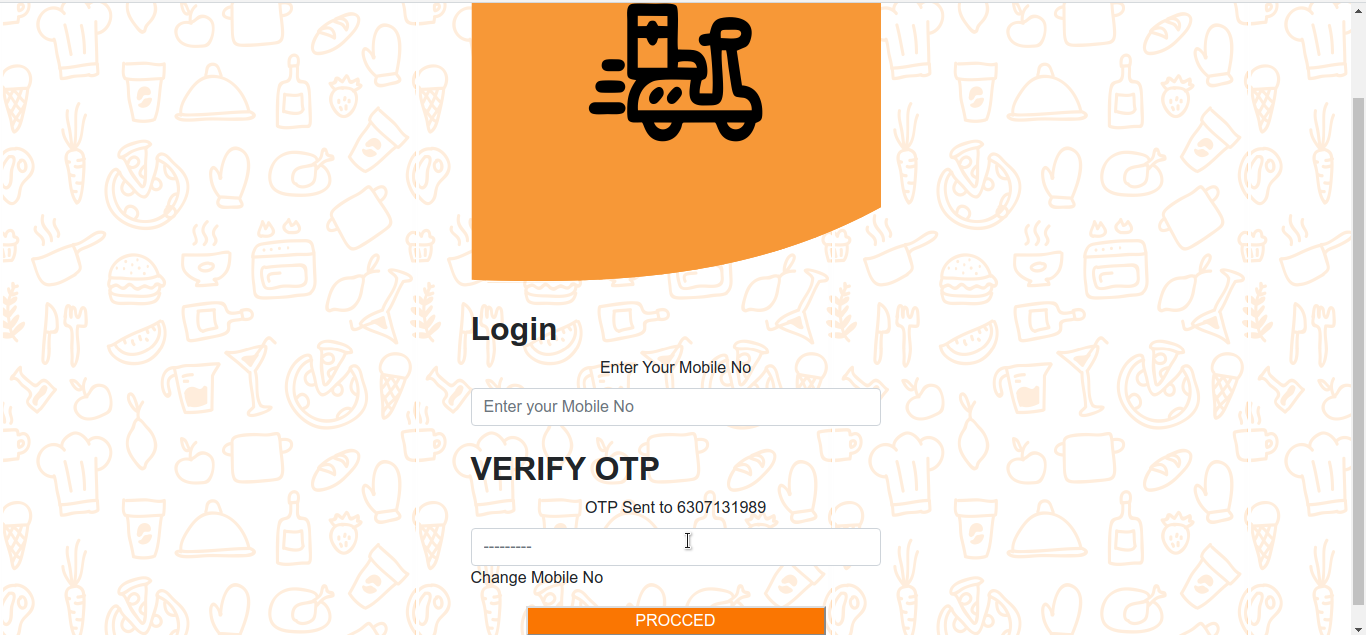 Login
Enter Your Mobile No
Enter your Mobile No
VERIFY OTP
OTP Sent to 6307131989
---------
Change Mobile No
PROCCED